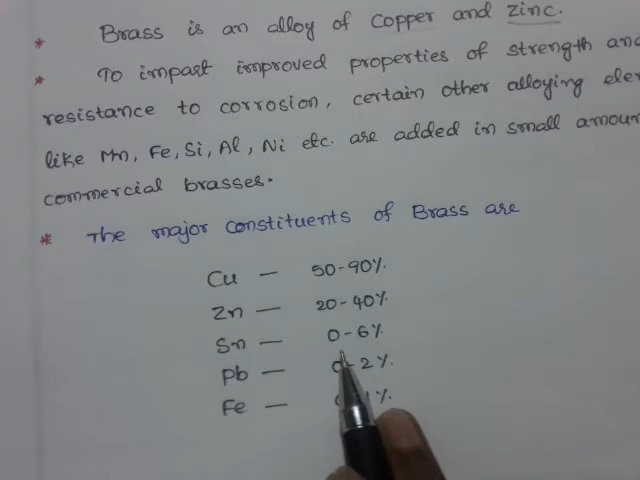 * Brass is an alloy of copper and zinc.
* To impart improved properties of strength and
resistance to corrosion, certain other alloying
like Mn, Fe, Si, Al, Ni etc. are added in small
commercial brasses.
* The major constituents of Brass are
Cu — 50-90%.
Zn — 20-40%.
Sn — 0-6%
Pb — 0-2%.
Fe —